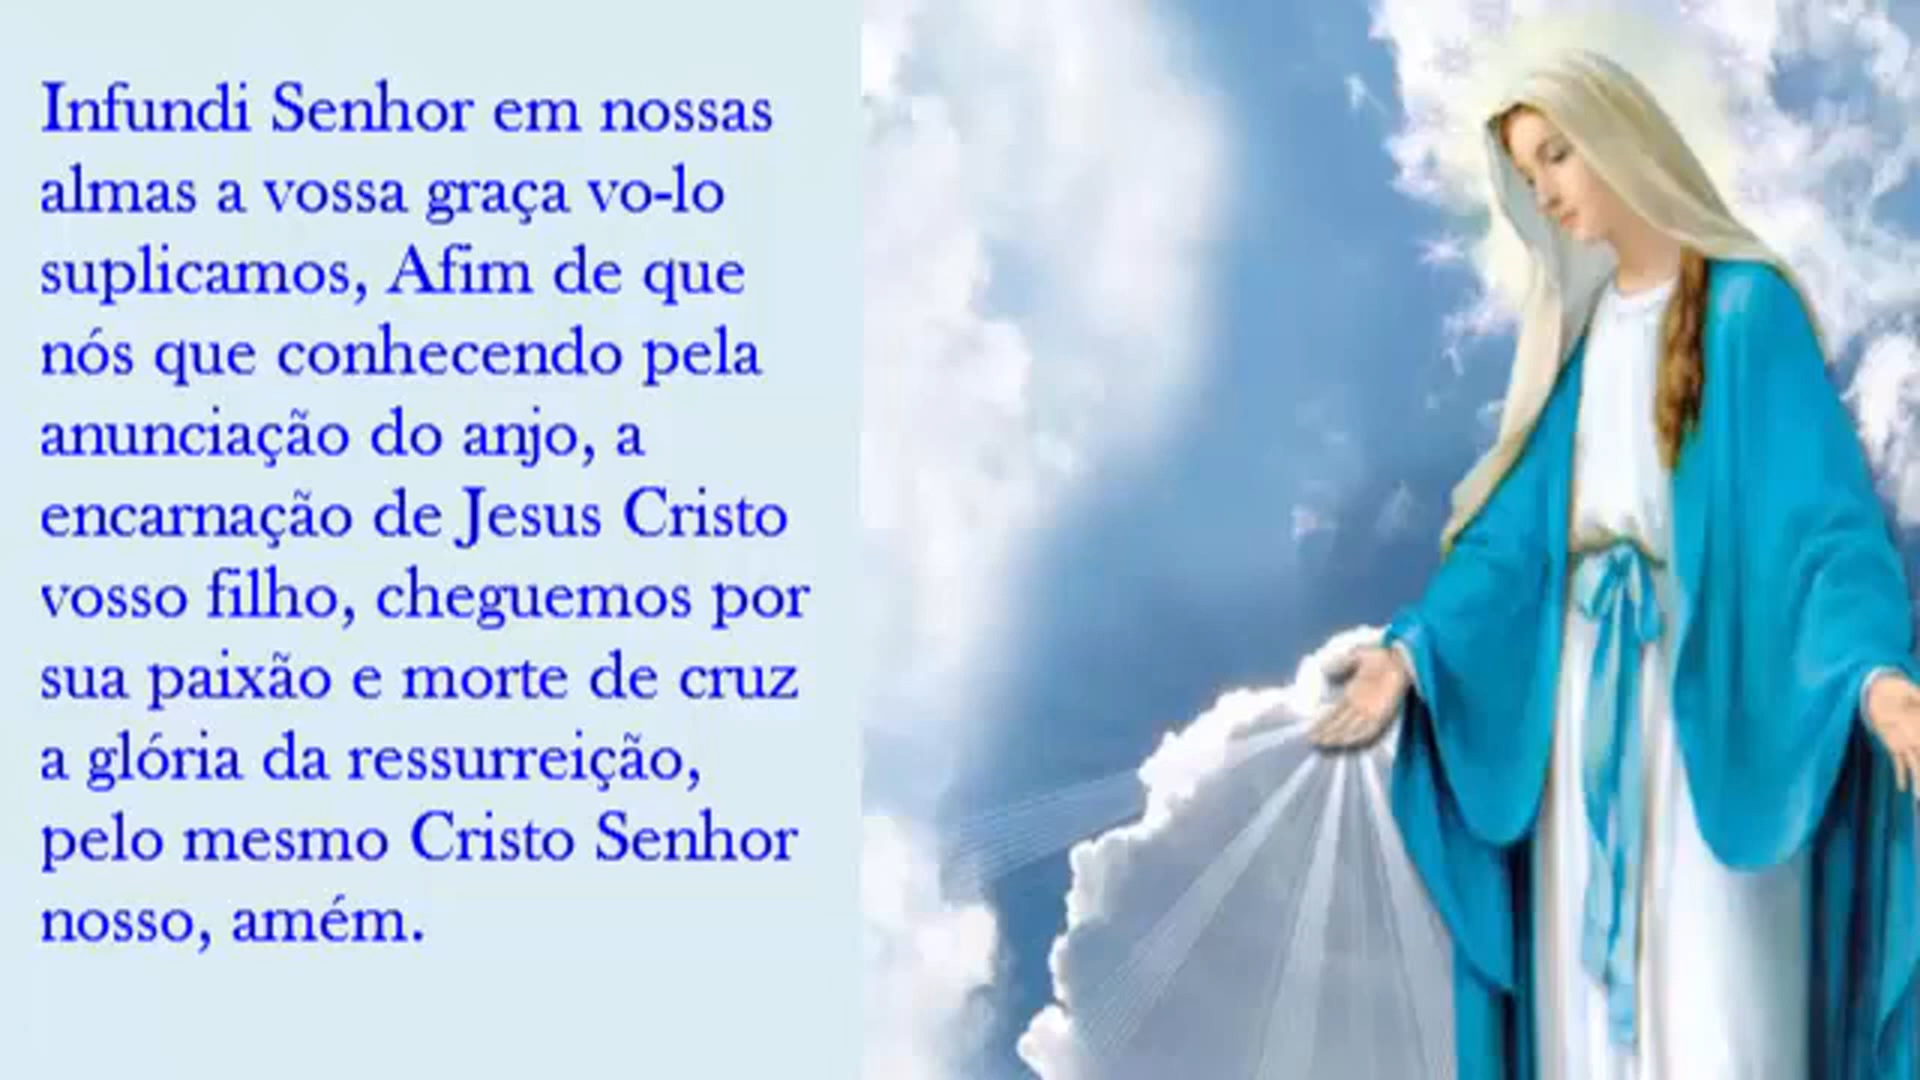 Infundi Senhor em nossas
almas a vossa graça vo-lo
suplicamos, Afim de que
nós que conhecendo pela
anunciação do anjo, a
encarnação de Jesus Cristo
vosso filho, cheguemos por
sua paixão e morte de cruz
a glória da ressurreição,
pelo mesmo Cristo Senhor
nosso, amém.